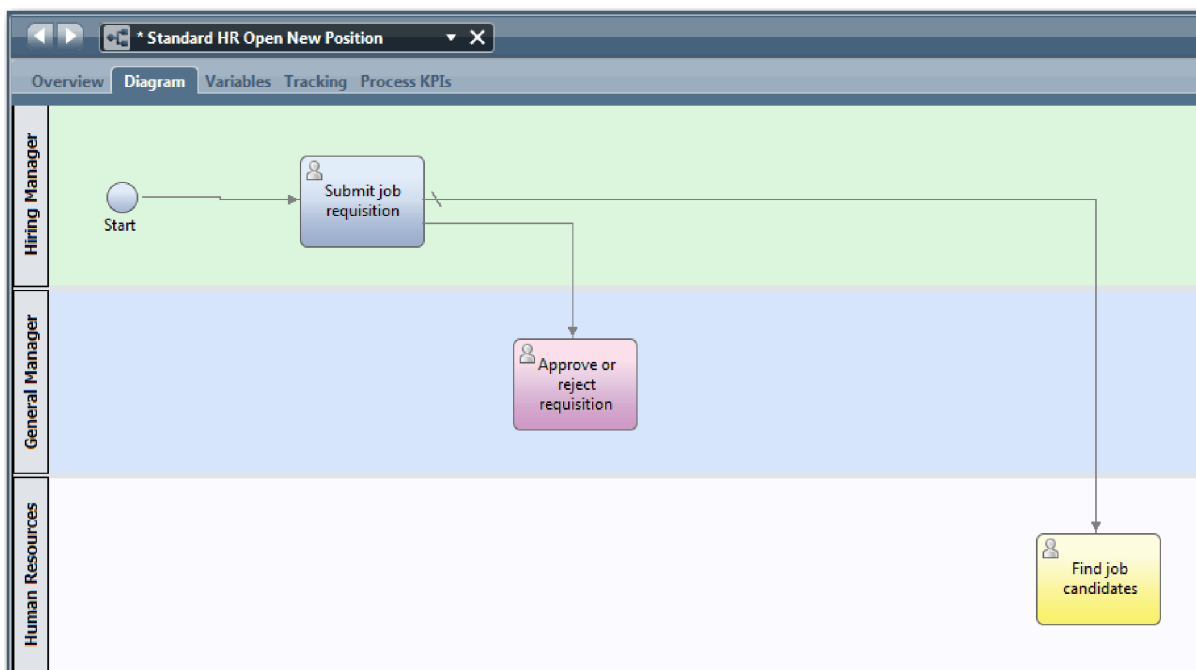 * Standard HR Open New Position
Overview Diagram Variables Tracking Process KPIs
Hiring Manager
Start
Submit job
requisition
General Manager
Approve or
reject
requisition
Human Resources
Find job
candidates